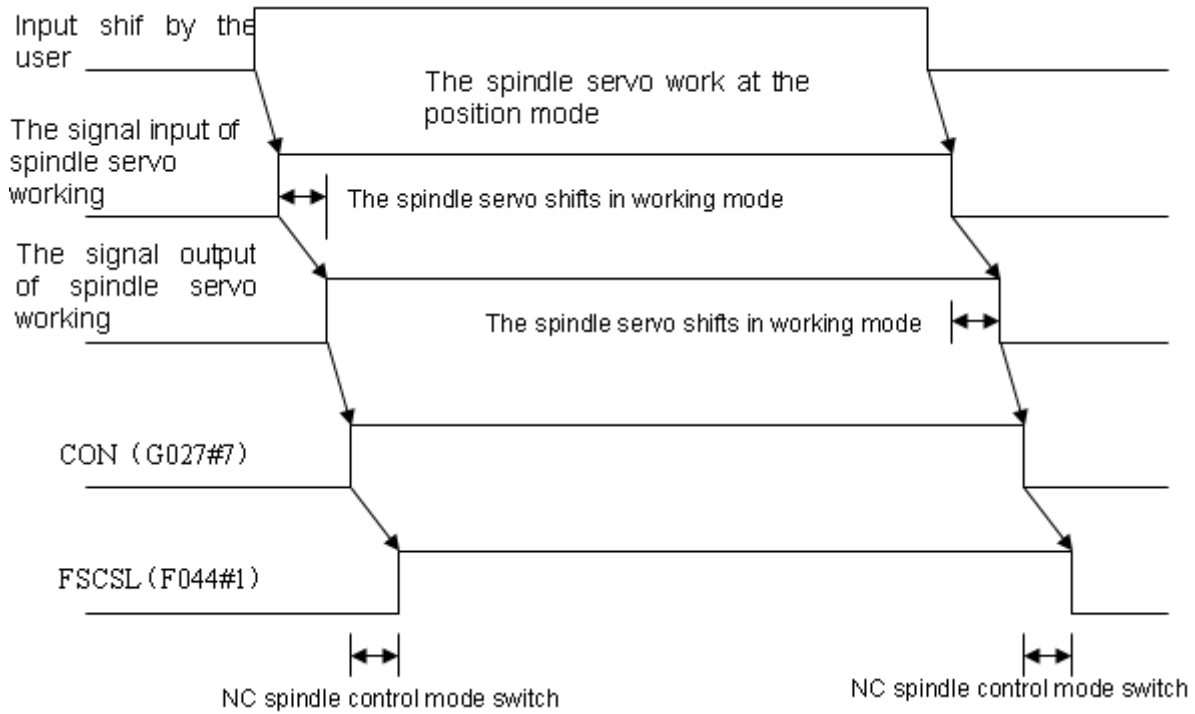 Input shif by the
user
The spindle servo work at the
position mode
The signal input of
spindle servo
working
The spindle servo shifts in working mode
The signal output
of spindle servo
working
The spindle servo shifts in working mode
CON（G027#7）
FSCSL（F044#1）
NC spindle control mode switch
NC spindle control mode switch